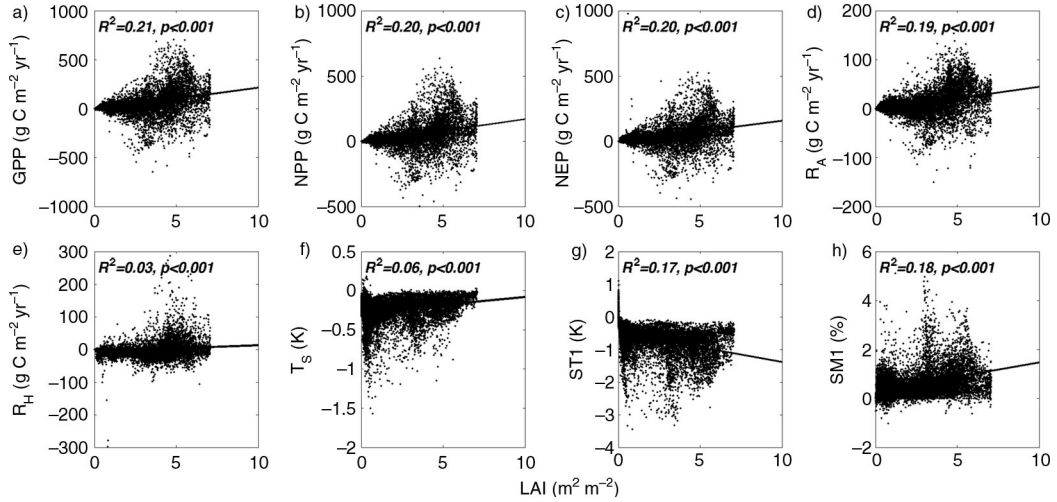 a) b) c) d)
R²=0.21, p<0.001 R²=0.20, p<0.001 R²=0.20, p<0.001 R²=0.19, p<0.001
GPP (g C m⁻² yr⁻¹)
1000
500
0
−500
−1000
0 5 10
NPP (g C m⁻² yr⁻¹)
1000
500
0
−500
0 5 10
NEP (g C m⁻² yr⁻¹)
1000
500
0
−500
0 5 10
R_A (g C m⁻² yr⁻¹)
200
100
0
−100
−200
0 5 10
e) f) g) h)
R²=0.03, p<0.001 R²=0.06, p<0.001 R²=0.17, p<0.001 R²=0.18, p<0.001
R_H (g C m⁻² yr⁻¹)
300
200
100
0
−100
−200
−300
0 5 10
T_S (K)
0.5
0
−0.5
−1
−1.5
−2
0 5 10
ST1 (K)
2
1
0
−1
−2
−3
−4
0 5 10
SM1 (%)
6
4
2
0
−2
0 5 10
LAI (m² m⁻²)